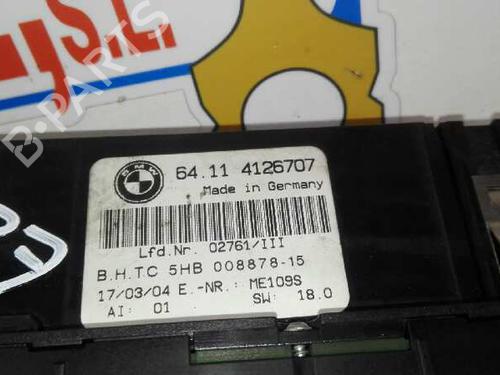 y S.L.
B-PARTS
BMW
64.11 4126707
Made in Germany
Lfd.Nr. 02761/III
B.H.T.C 5HB 008878-15
17/03/04 E.-NR.: ME109S
AI: 01 SW: 18.0